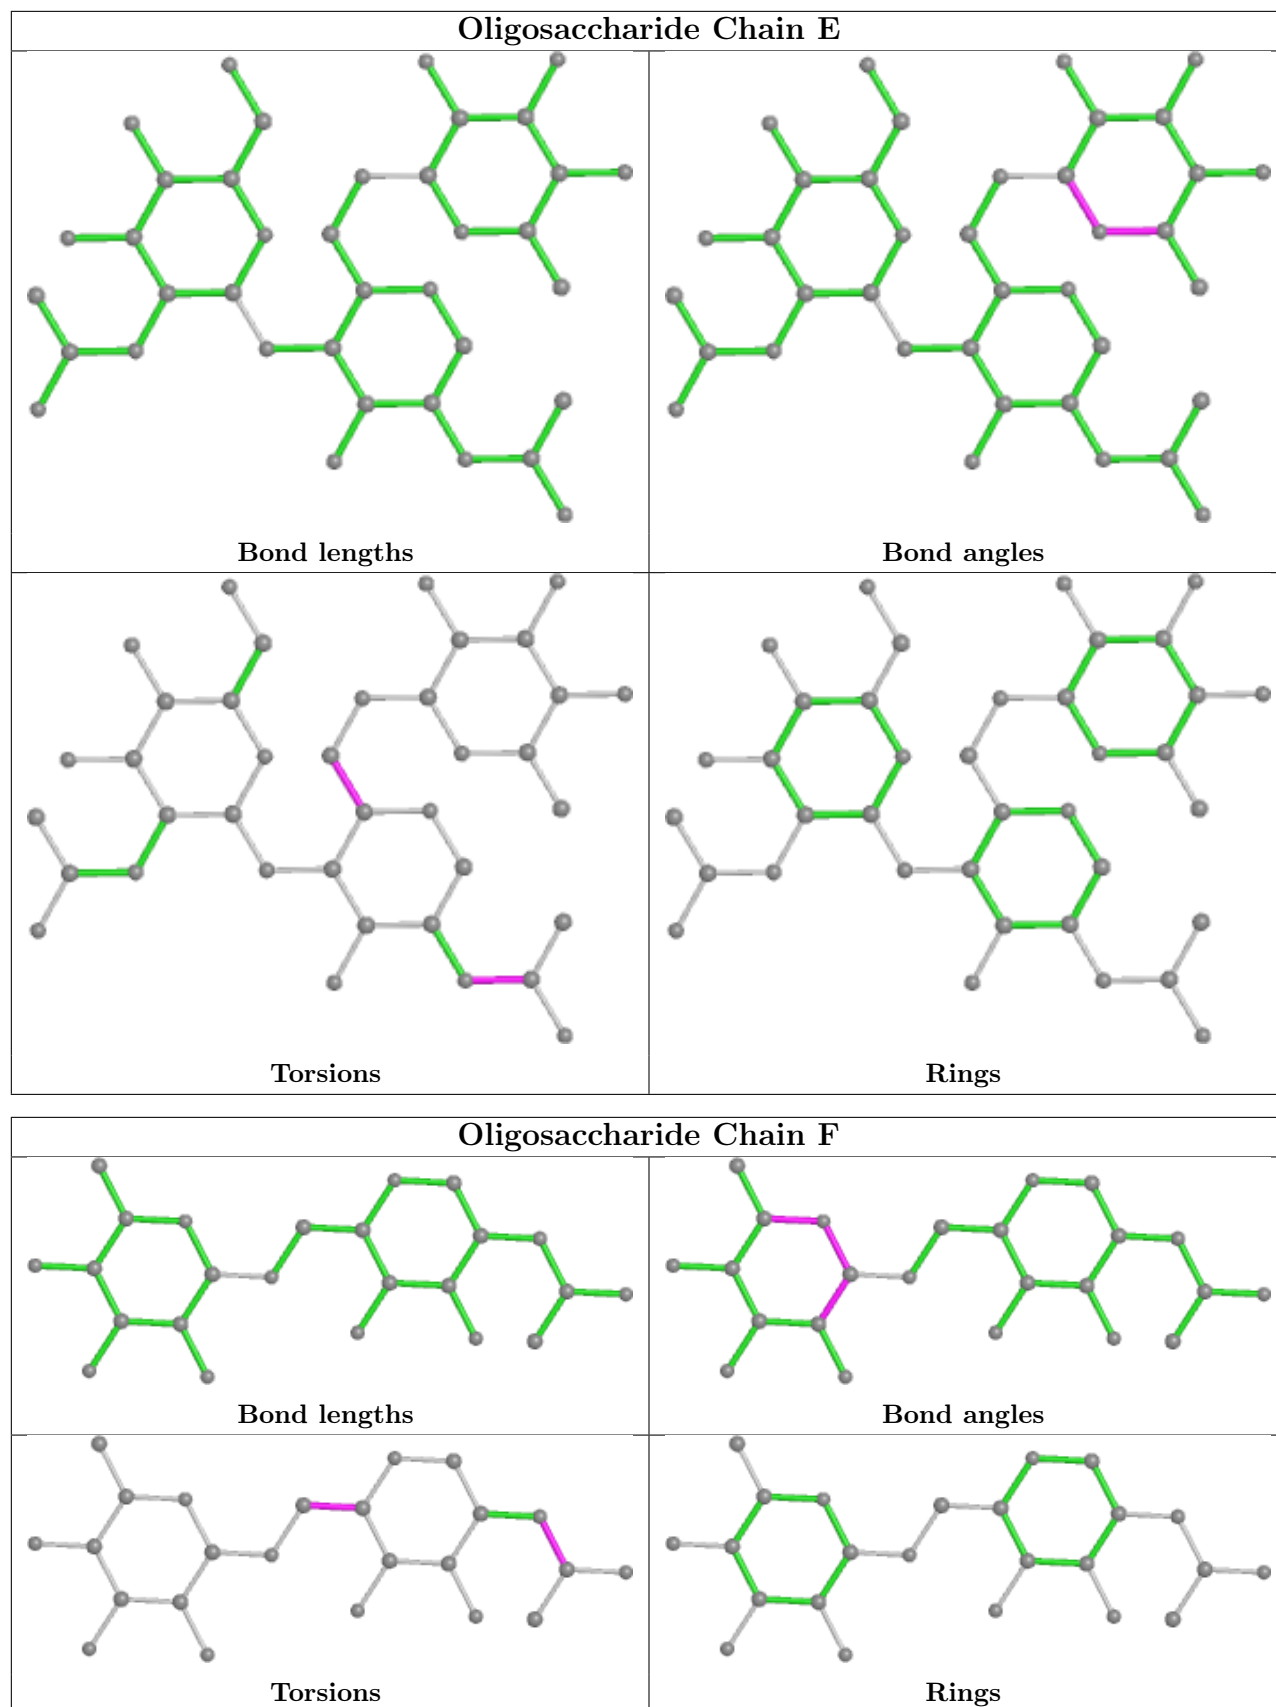 Oligosaccharide Chain E
Bond lengths
Bond angles
Torsions
Rings
Oligosaccharide Chain F
Bond lengths
Bond angles
Torsions
Rings